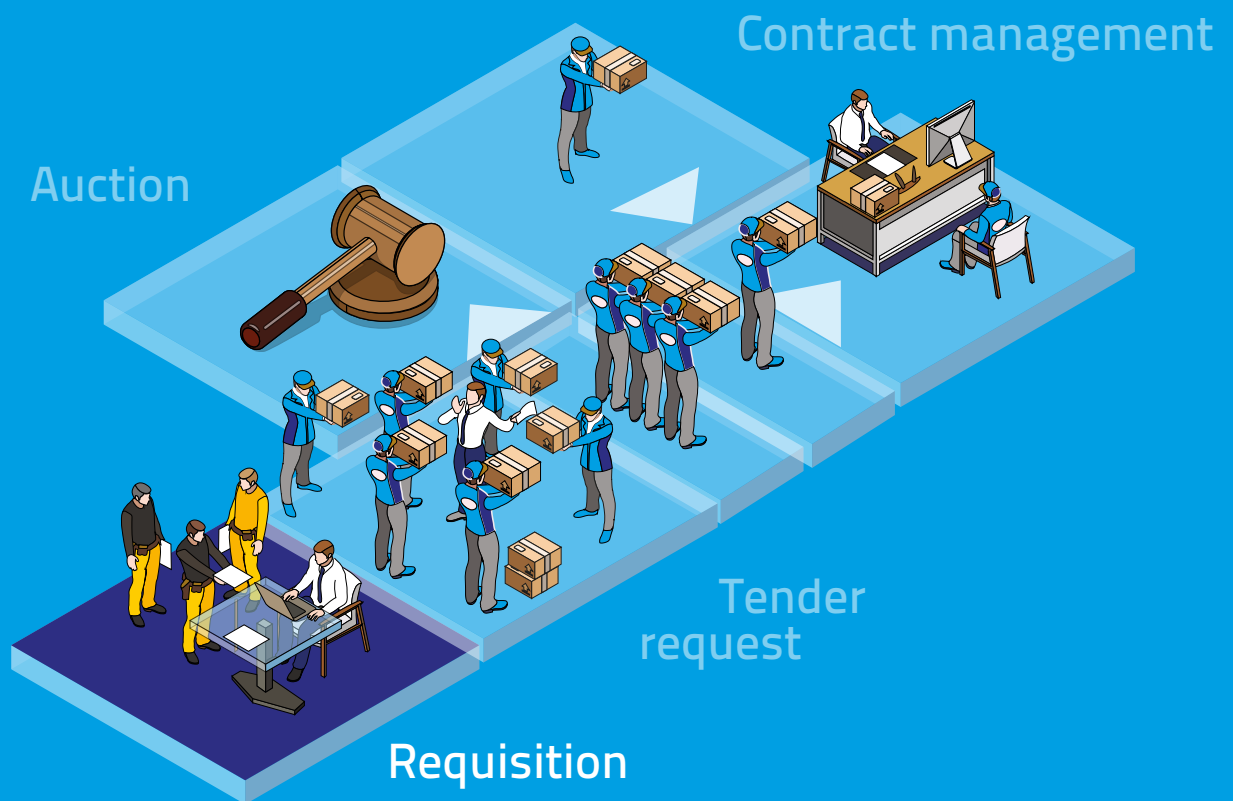 Contract management
Auction
Tender
request
Requisition